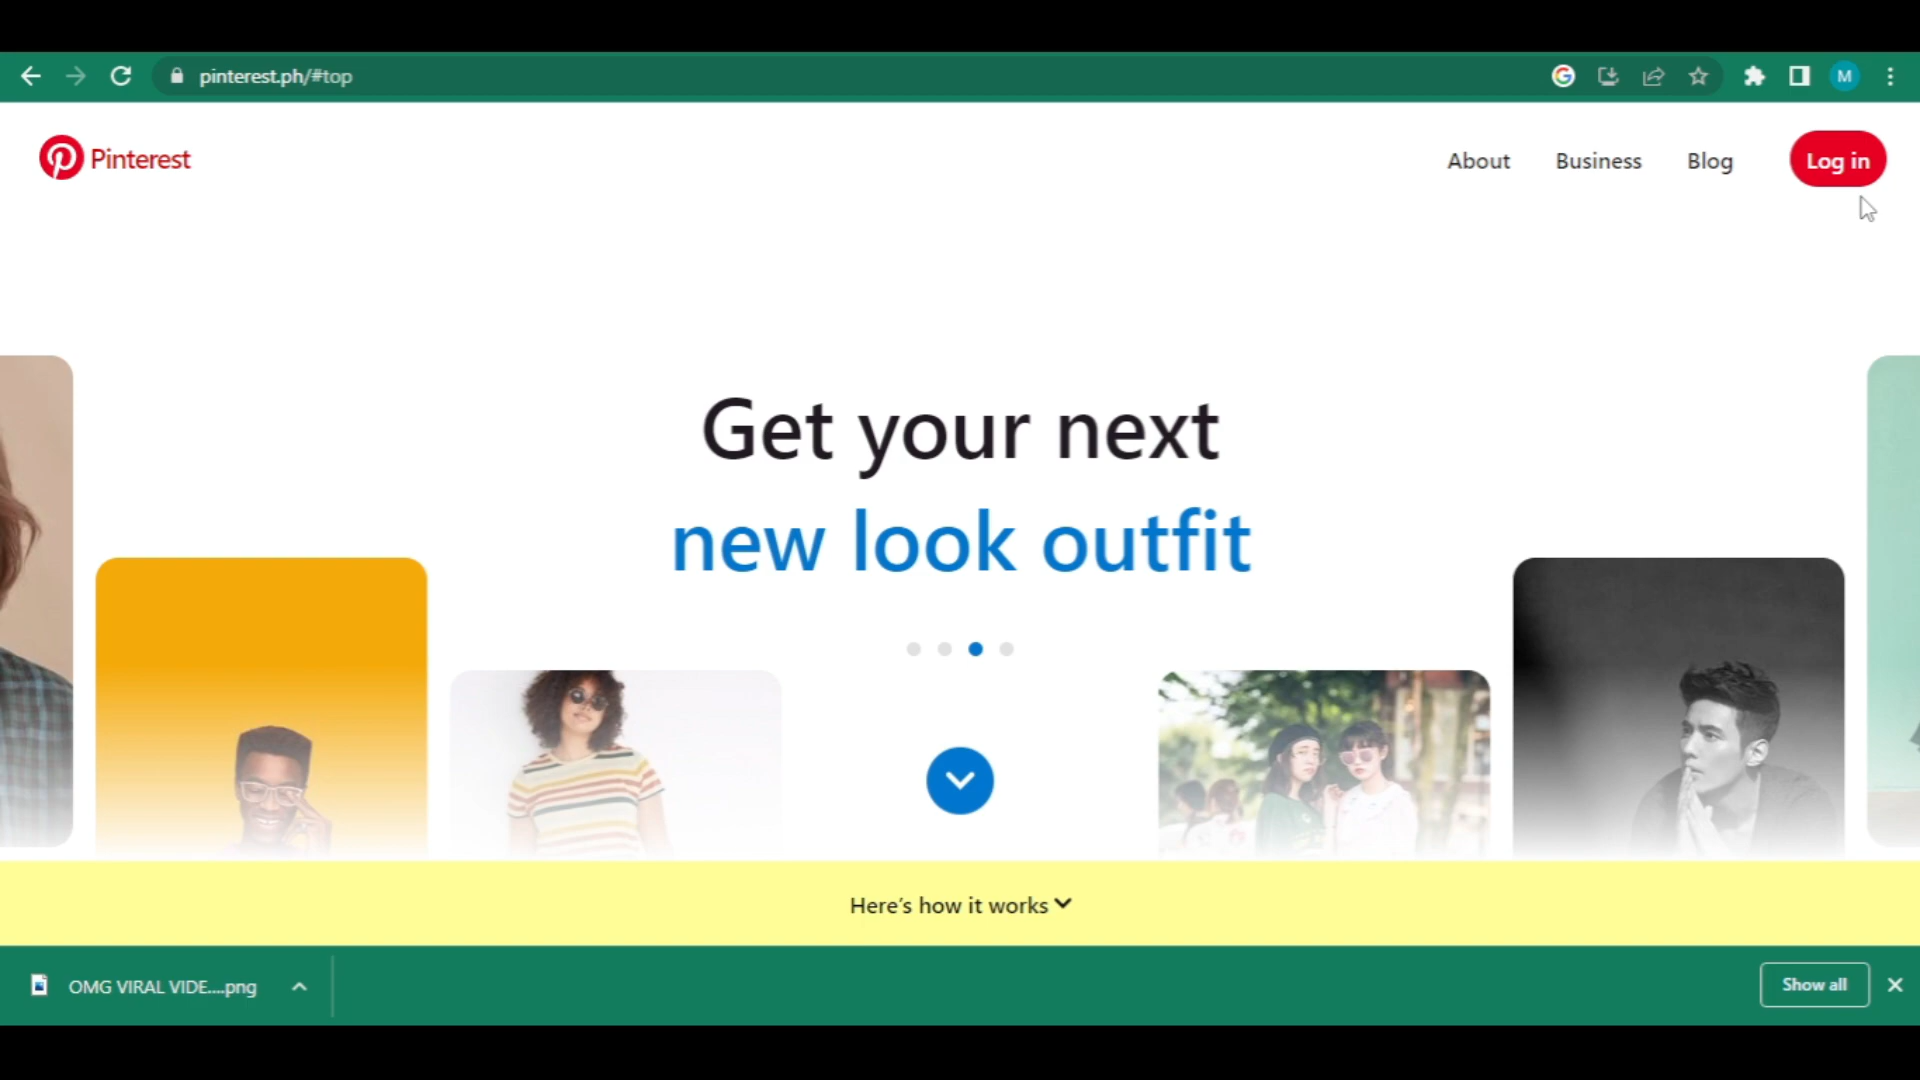 pinterest.ph/#top
M
Pinterest
About
Business
Blog
Log in
Get your next
new look outfit
Here's how it works
OMG VIRAL VIDE....png
Show all